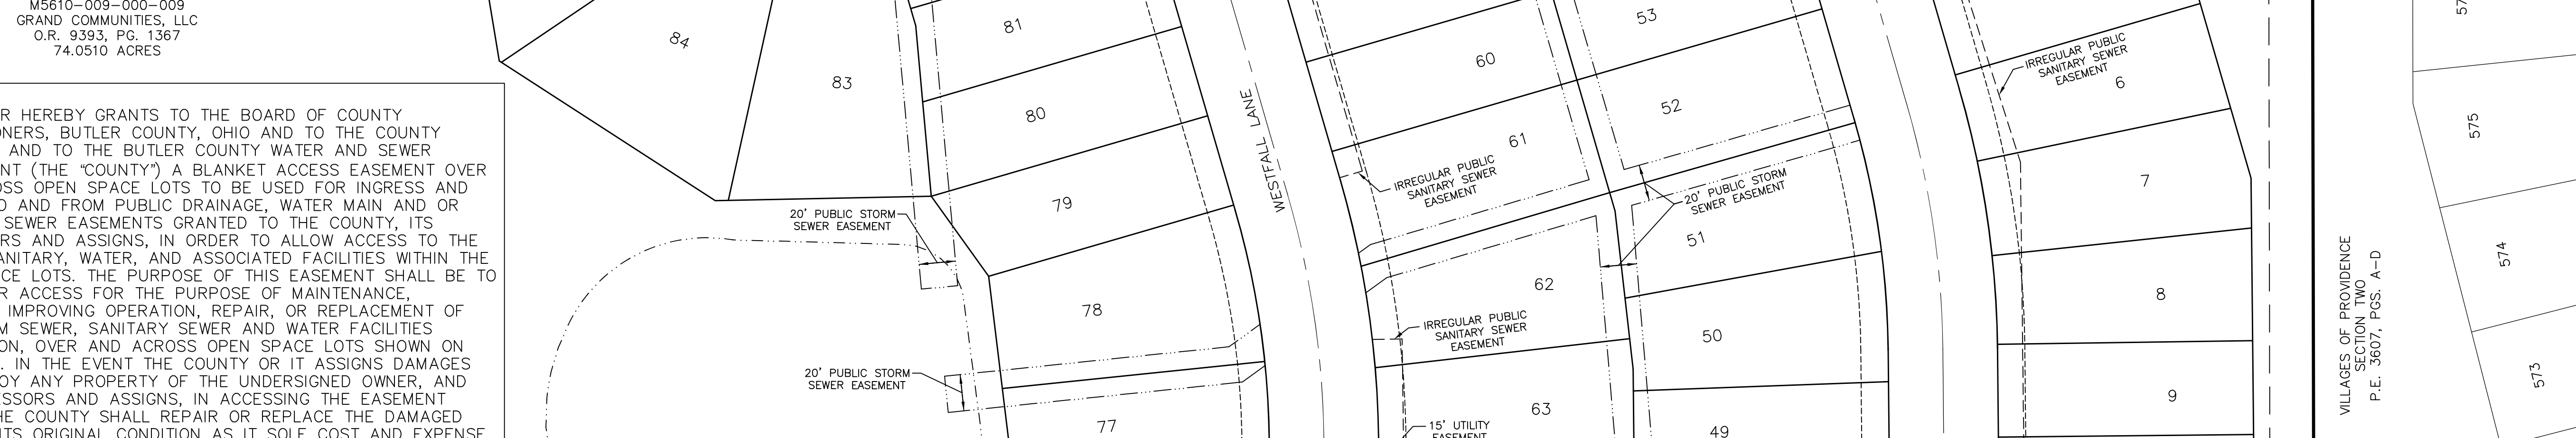 M5610-009-000-009
GRAND COMMUNITIES, LLC
O.R. 9393, PG. 1367
74.0510 ACRES
R HEREBY GRANTS TO THE BOARD OF COUNTY
ONERS, BUTLER COUNTY, OHIO AND TO THE COUNTY
AND TO THE BUTLER COUNTY WATER AND SEWER
NT (THE "COUNTY") A BLANKET ACCESS EASEMENT OVER
OSS OPEN SPACE LOTS TO BE USED FOR INGRESS AND
O AND FROM PUBLIC DRAINAGE, WATER MAIN AND OR
SEWER EASEMENTS GRANTED TO THE COUNTY, ITS
RS AND ASSIGNS, IN ORDER TO ALLOW ACCESS TO THE
ANITARY, WATER, AND ASSOCIATED FACILITIES WITHIN THE
CE LOTS. THE PURPOSE OF THIS EASEMENT SHALL BE TO
R ACCESS FOR THE PURPOSE OF MAINTENANCE,
IMPROVING OPERATION, REPAIR, OR REPLACEMENT OF
M SEWER, SANITARY SEWER AND WATER FACILITIES
ON, OVER AND ACROSS OPEN SPACE LOTS SHOWN ON
. IN THE EVENT THE COUNTY OR IT ASSIGNS DAMAGES
OY ANY PROPERTY OF THE UNDERSIGNED OWNER, AND
ESSORS AND ASSIGNS, IN ACCESSING THE EASEMENT
HE COUNTY SHALL REPAIR OR REPLACE THE DAMAGED
ITS ORIGINAL CONDITION AS IT SOLE COST AND EXPENSE
84
83
81
80
79
78
77
20' PUBLIC STORM
SEWER EASEMENT
20' PUBLIC STORM
SEWER EASEMENT
WESTFALL LANE
60
61
62
63
IRREGULAR PUBLIC
SANITARY SEWER
EASEMENT
IRREGULAR PUBLIC
SANITARY SEWER
EASEMENT
15' UTILITY
EASEMENT
53
52
51
50
49
20' PUBLIC STORM
SEWER EASEMENT
IRREGULAR PUBLIC
SANITARY SEWER
EASEMENT
6
7
8
9
VILLAGES OF PROVIDENCE
SECTION TWO
P.E. 3607, PGS. A-D
575
574
573